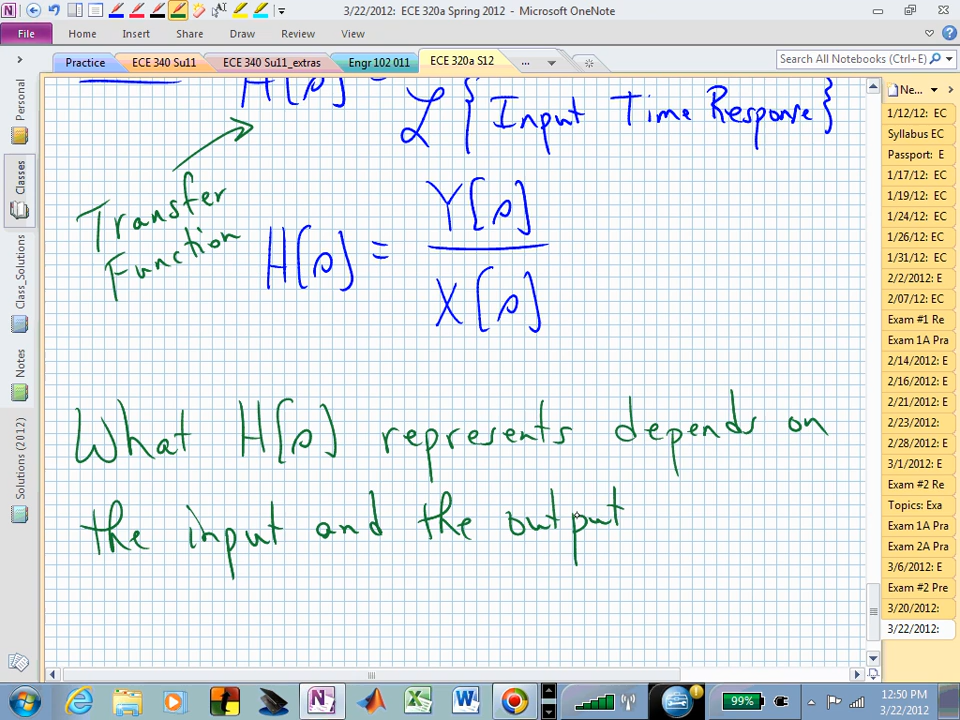 3/22/2012: ECE 320a Spring 2012 - Microsoft OneNote
File Home Insert Share Draw Review View
Practice ECE 340 Su11 ECE 340 Su11_extras Engr 102 011 ECE 320a S12 ...
Search All Notebooks (Ctrl+E)
Personal
Classes
Class_Solutions
Notes
Solutions (2012)
Ne...
1/12/12: EC
Syllabus EC
Passport: E
1/17/12: EC
1/19/12: EC
1/24/12: EC
1/26/12: EC
1/31/12: EC
2/2/2012: E
2/07/12: EC
Exam #1 Re
Exam 1A Pra
2/14/2012: E
2/16/2012: E
2/21/2012: E
2/23/2012:
2/28/2012: E
3/1/2012: E
Exam #2 Re
Topics: Exa
Exam 1A Pra
Exam 2A Pra
3/6/2012: E
Exam #2 Pre
3/20/2012:
3/22/2012:
H(s) =
ℒ{Input Time Response}
Transfer
Function
H(s) = Y(s)
X(s)
What H(s) represents depends on
the input and the output
99%
12:50 PM
3/22/2012